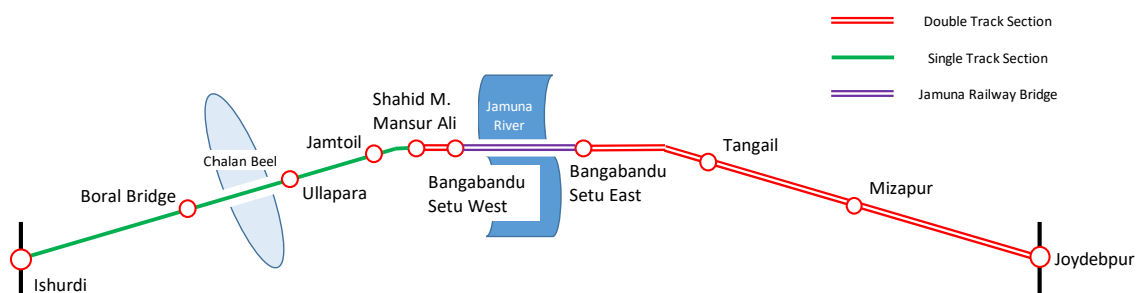 Double Track Section
Single Track Section
Jamuna Railway Bridge
Shahid M.
Mansur Ali
Jamuna
River
Jamtoil
Tangail
Chalan Beel
Bangabandu
Setu East
Bangabandu
Setu West
Ullapara
Boral Bridge
Mizapur
Joydebpur
Ishurdi